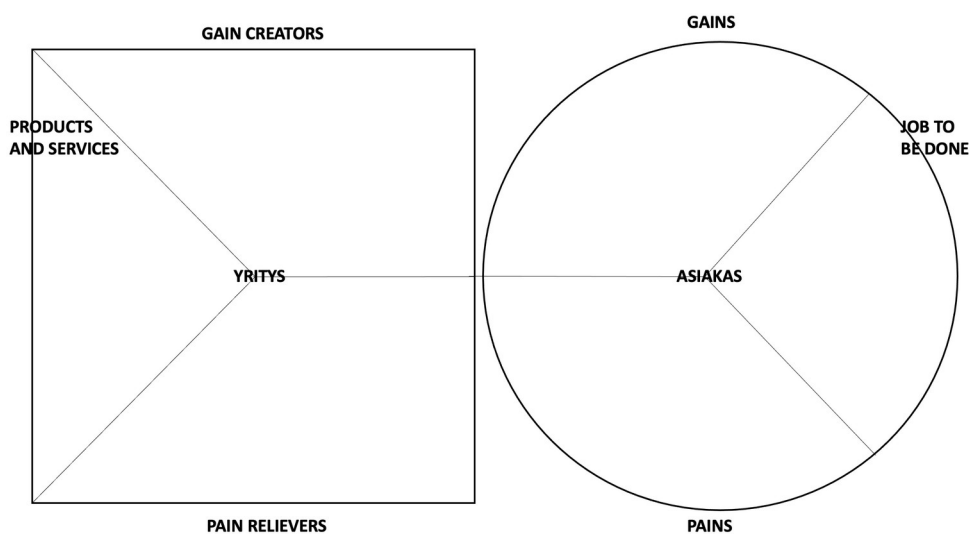 GAINS
GAIN CREATORS
PRODUCTS
AND SERVICES
JOB TO
BE DONE
YRITYS
ASIAKAS
PAIN RELIEVERS
PAINS